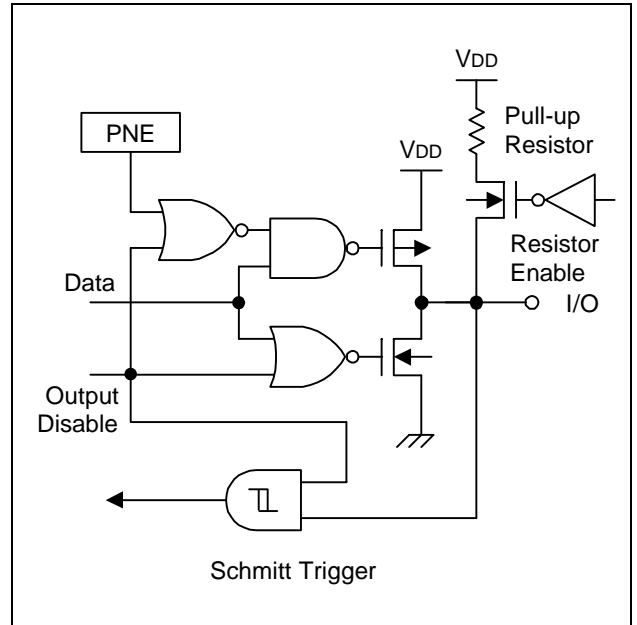 VDD
Pull-up
Resistor
PNE
VDD
Resistor
Enable
Data
I/O
Output
Disable
Schmitt Trigger